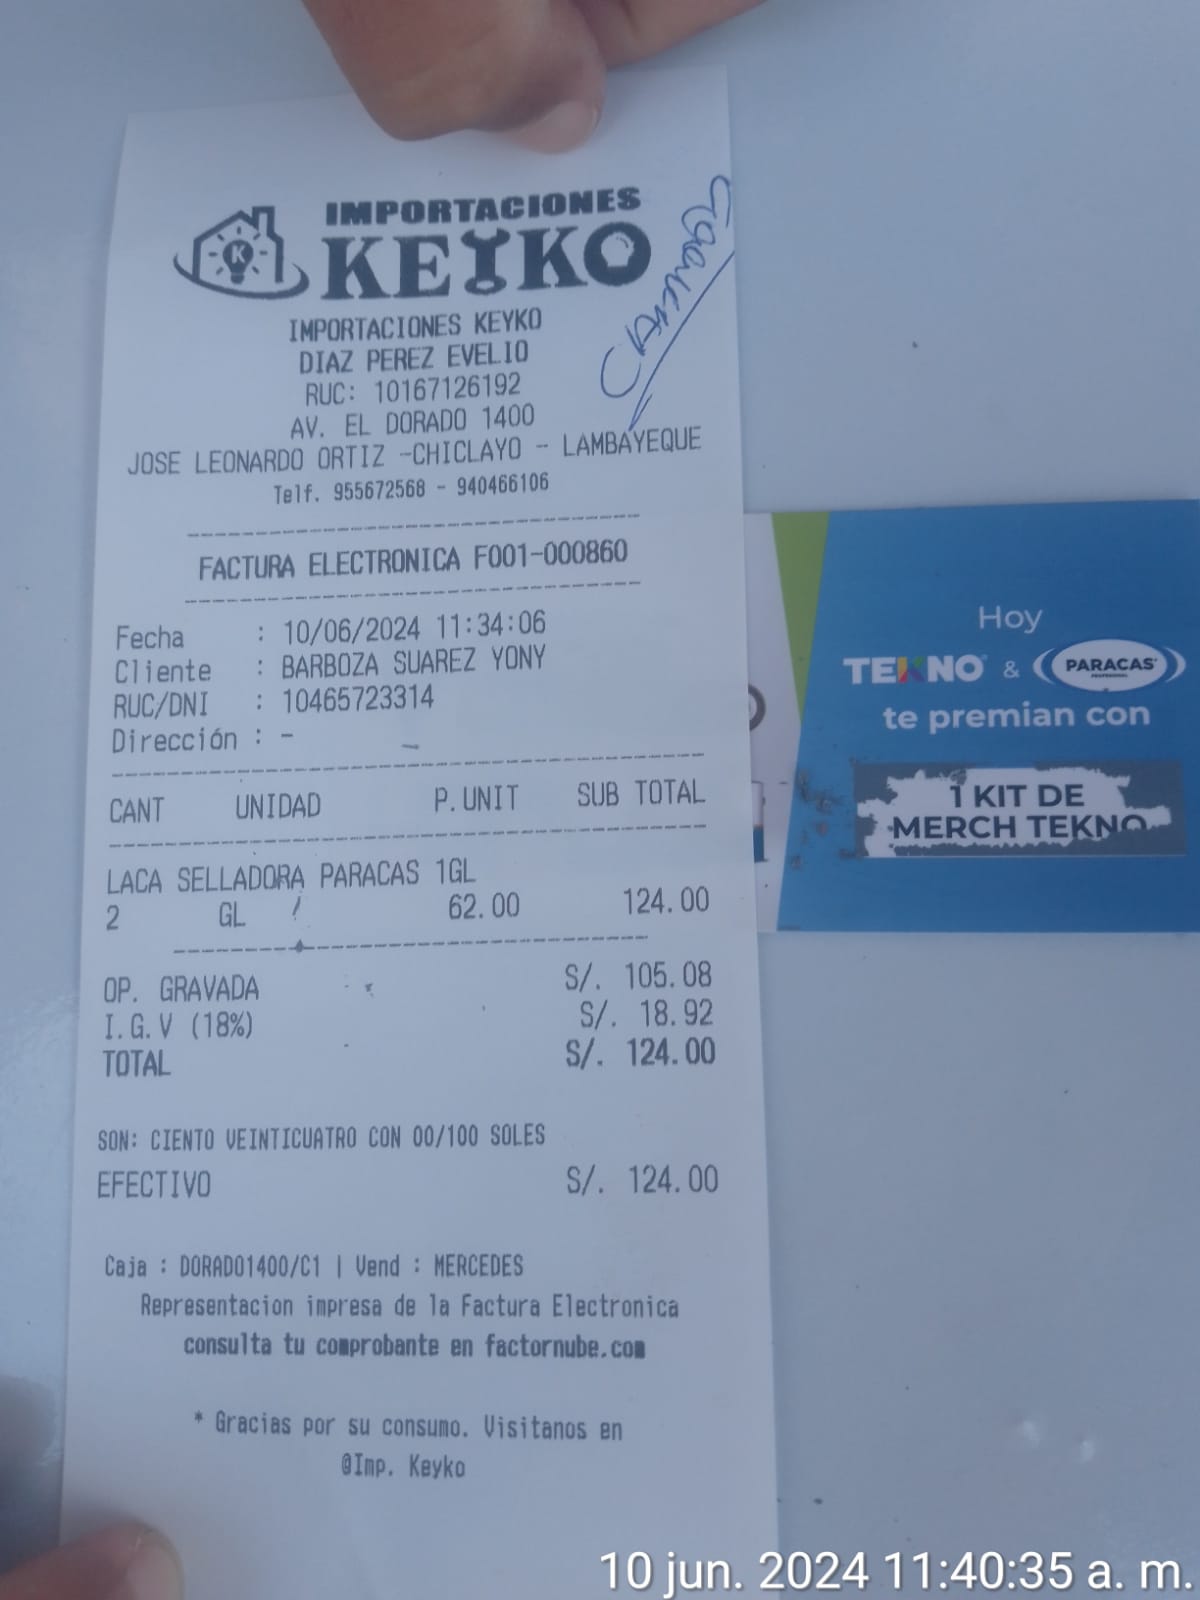 IMPORTACIONES
KEYKO
IMPORTACIONES KEYKO
DIAZ PEREZ EVELIO
RUC: 10167126192
AV. EL DORADO 1400
JOSE LEONARDO ORTIZ -CHICLAYO - LAMBAYEQUE
Telf. 955672568 - 940466106
FACTURA ELECTRONICA F001-000860
Fecha : 10/06/2024 11:34:06
Cliente : BARBOZA SUAREZ YONY
RUC/DNI : 10465723314
Dirección : -
CANT UNIDAD P.UNIT SUB TOTAL
LACA SELLADORA PARACAS 1GL
2 GL 62.00 124.00
OP. GRAVADA S/. 105.08
I.G.V (18%) S/. 18.92
TOTAL S/. 124.00
SON: CIENTO VEINTICUATRO CON 00/100 SOLES
EFECTIVO S/. 124.00
Caja : DORADO1400/C1 | Vend : MERCEDES
Representacion impresa de la Factura Electronica
consulta tu comprobante en factornube.com
* Gracias por su consumo. Visitanos en
@Imp. Keyko
Hoy
TEKNO & PARACAS
PROFESIONAL
te premian con
1 KIT DE
MERCH TEKNO
10 jun. 2024 11:40:35 a. m.